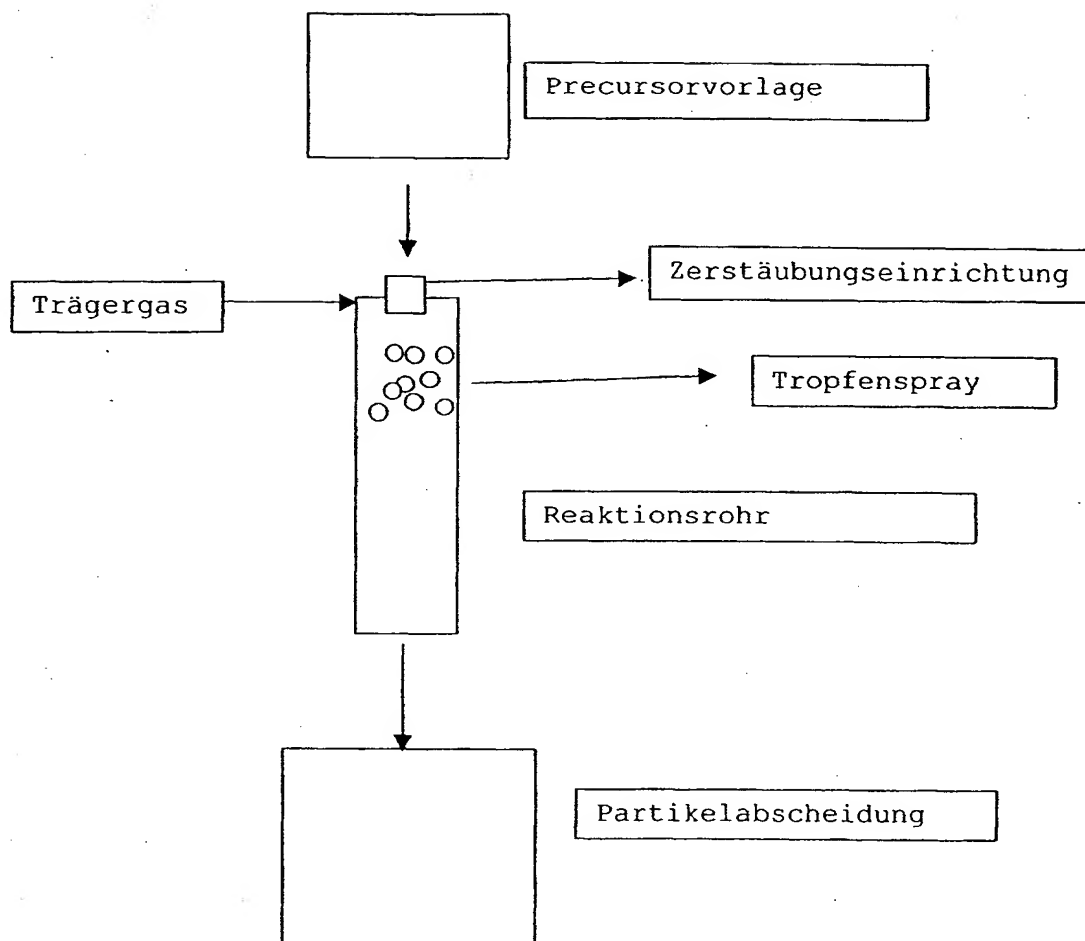 Precursorvorlage
Zerstäubungseinrichtung
Trägergas
Tropfenspray
Reaktionsrohr
Partikelabscheidung